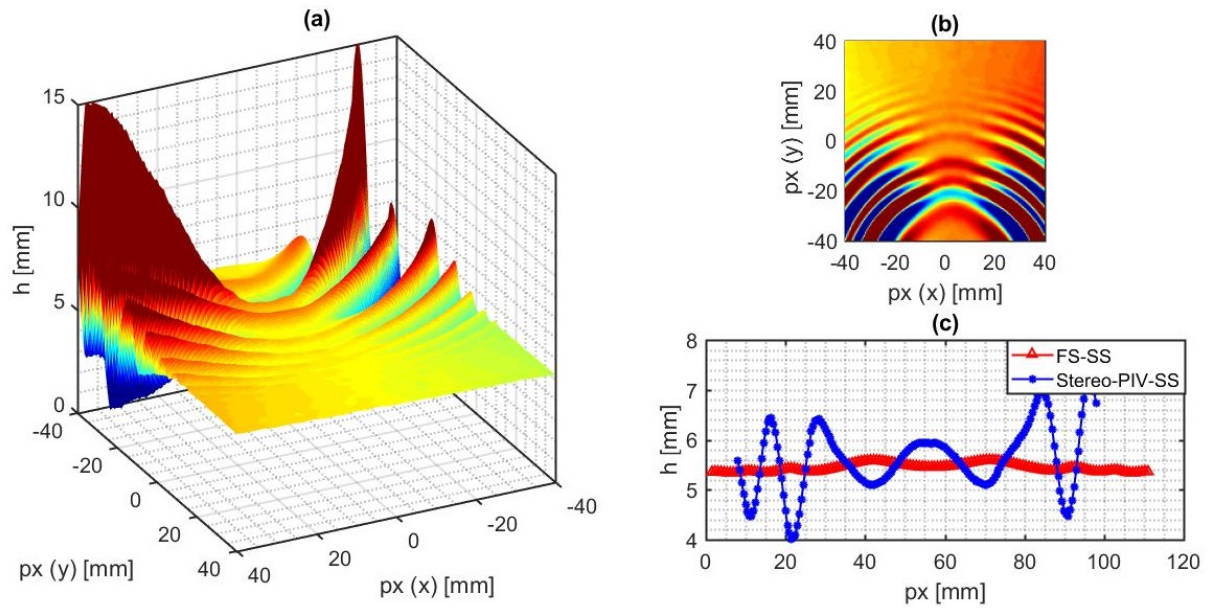 (a)
15
10
5
0
h [mm]
-40
-20
0
20
40
px (y) [mm]
40
20
0
-20
-40
px (x) [mm]
(b)
40
20
0
-20
-40
px (y) [mm]
-40 -20 0 20 40
px (x) [mm]
(c)
8
7
6
5
4
h [mm]
FS-SS
Stereo-PIV-SS
0 20 40 60 80 100 120
px [mm]